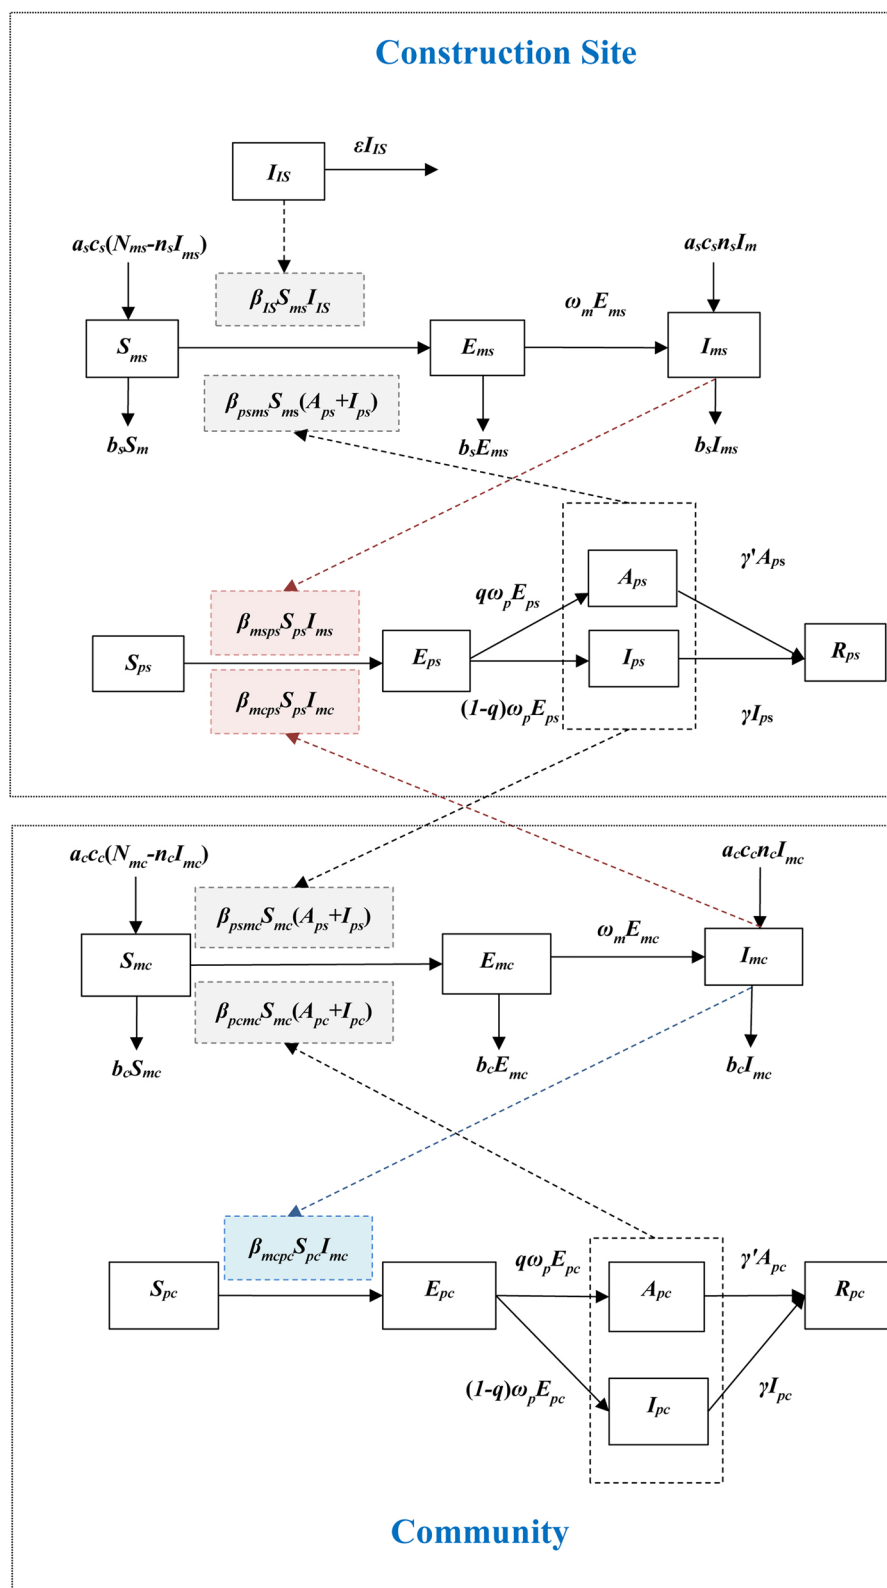 Construction Site
I_IS
εI_IS
a_sc_s(N_ms-n_sI_ms)
a_sc_sn_sI_m
β_ISS_msI_IS
ω_mE_ms
S_ms
E_ms
I_ms
β_psmsS_ms(A_ps+I_ps)
b_sS_m
b_sE_ms
b_sI_ms
γ'A_ps
A_ps
qω_pE_ps
β_mspsS_psI_ms
S_ps
E_ps
I_ps
R_ps
β_mcpsS_psI_mc
(1-q)ω_pE_ps
γI_ps
a_cc_c(N_mc-n_cI_mc)
a_cc_cn_cI_mc
β_psmcS_mc(A_ps+I_ps)
ω_mE_mc
S_mc
E_mc
I_mc
β_pcmcS_mc(A_pc+I_pc)
b_cS_mc
b_cE_mc
b_cI_mc
β_mcpcS_pcI_mc
qω_pE_pc
γ'A_pc
S_pc
E_pc
A_pc
R_pc
(1-q)ω_pE_pc
I_pc
γI_pc
Community